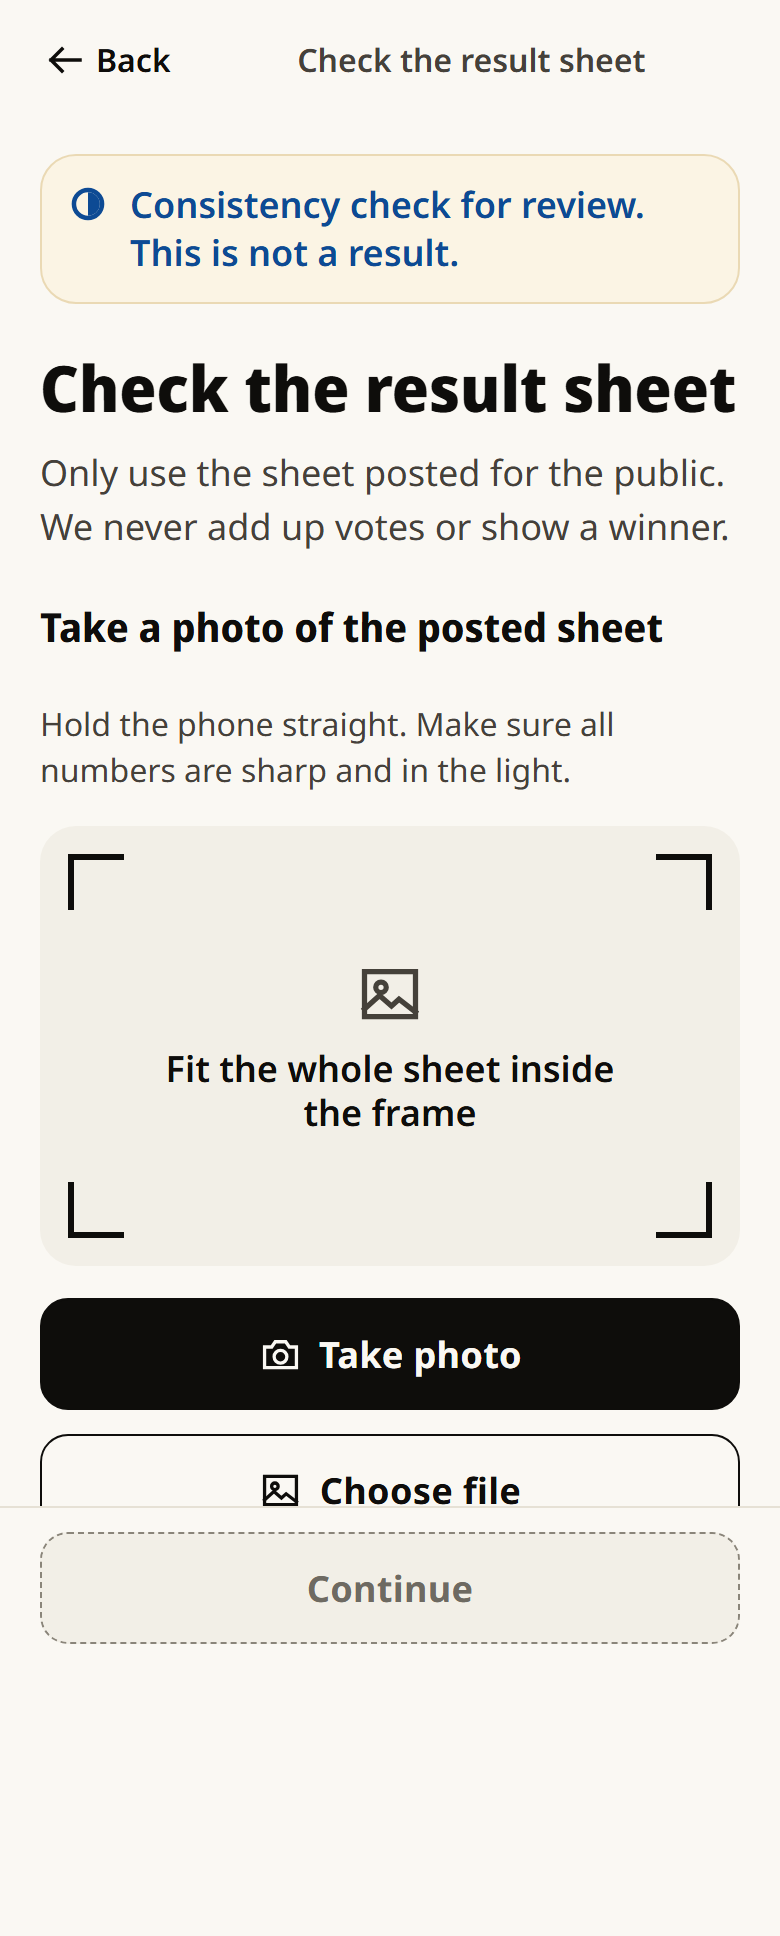 Back
Check the result sheet
Consistency check for review.
This is not a result.
Check the result sheet
Only use the sheet posted for the public.
We never add up votes or show a winner.
Take a photo of the posted sheet
Hold the phone straight. Make sure all
numbers are sharp and in the light.
Fit the whole sheet inside
the frame
Take photo
Choose file
Continue